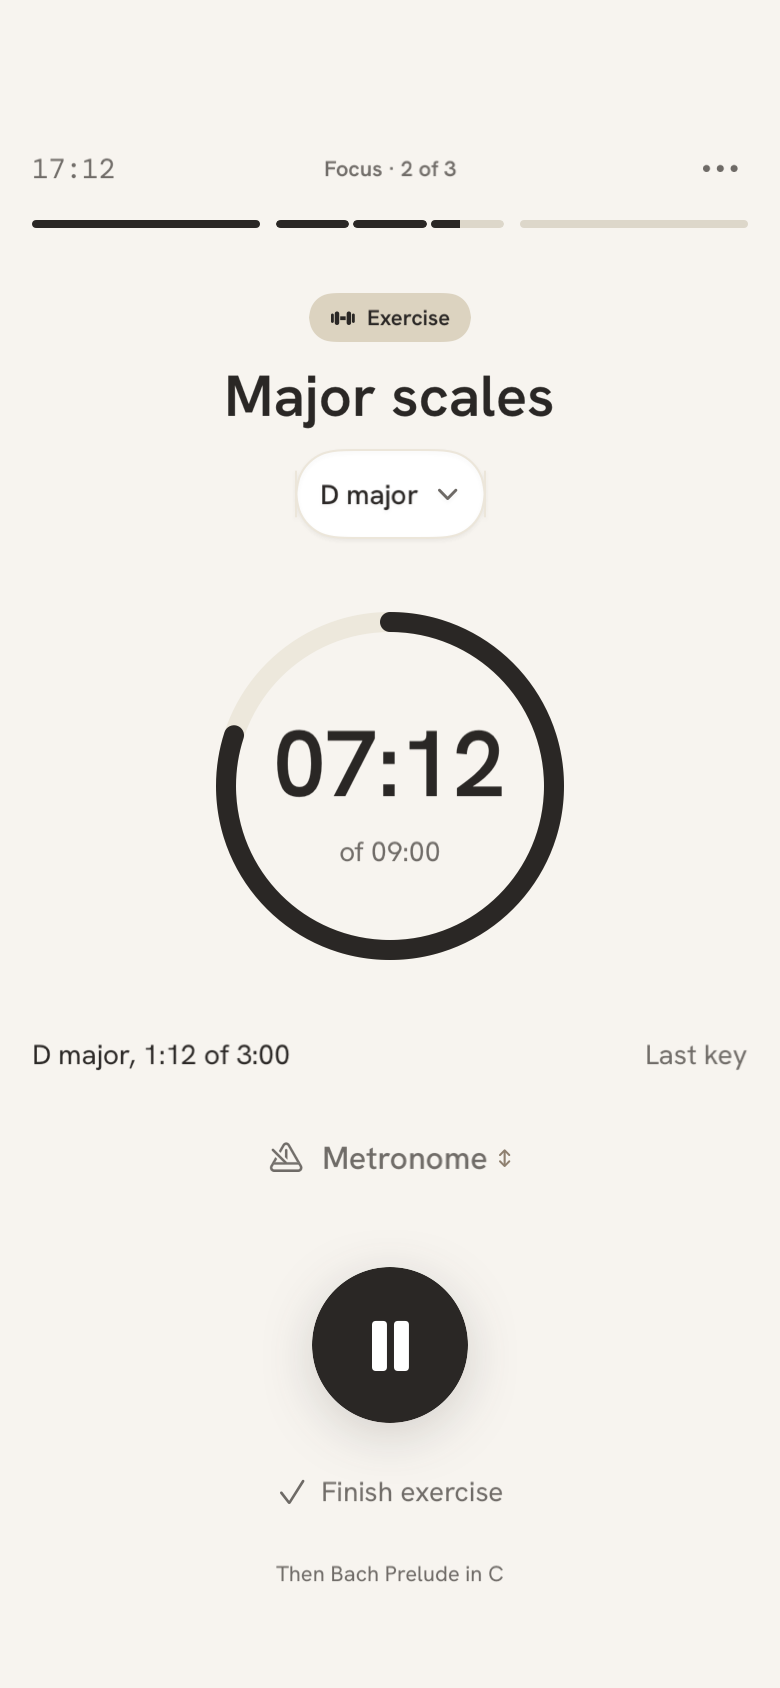 17:12
Focus · 2 of 3
Exercise
Major scales
D major
07:12
of 09:00
D major, 1:12 of 3:00
Last key
Metronome
Finish exercise
Then Bach Prelude in C